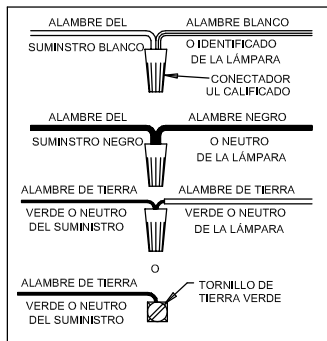 ALAMBRE DEL
SUMINSTRO BLANCO
ALAMBRE BLANCO
O IDENTIFICADO
DE LA LÁMPARA
CONECTADOR
UL CALIFICADO
ALAMBRE DEL
SUMINSTRO NEGRO
ALAMBRE NEGRO
O NEUTRO
DE LA LÁMPARA
ALAMBRE DE TIERRA
VERDE O NEUTRO
DEL SUMINISTRO
ALAMBRE DE TIERRA
VERDE O NEUTRO
DE LA LÁMPARA
O
ALAMBRE DE TIERRA
VERDE O NEUTRO
DEL SUMINISTRO
TORNILLO DE
TIERRA VERDE